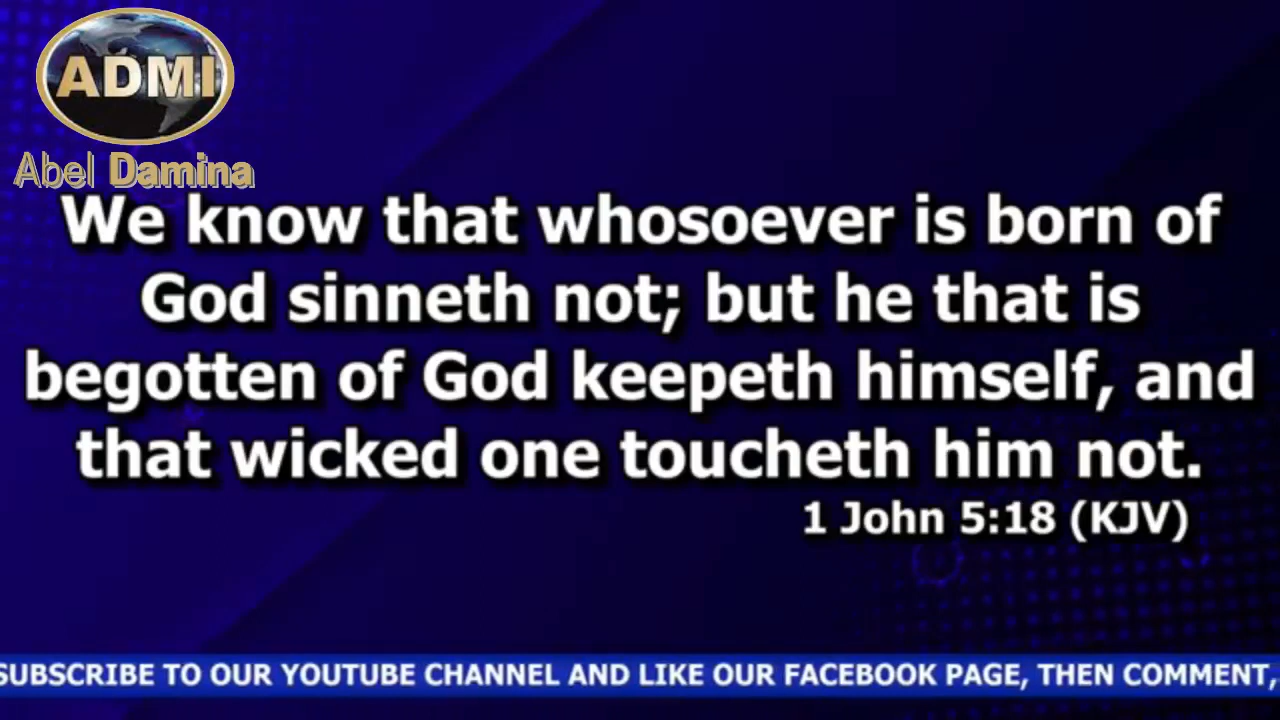 ADMI
Abel Damina
We know that whosoever is born of
God sinneth not; but he that is
begotten of God keepeth himself, and
that wicked one toucheth him not.
1 John 5:18 (KJV)
SUBSCRIBE TO OUR YOUTUBE CHANNEL AND LIKE OUR FACEBOOK PAGE, THEN COMMENT,